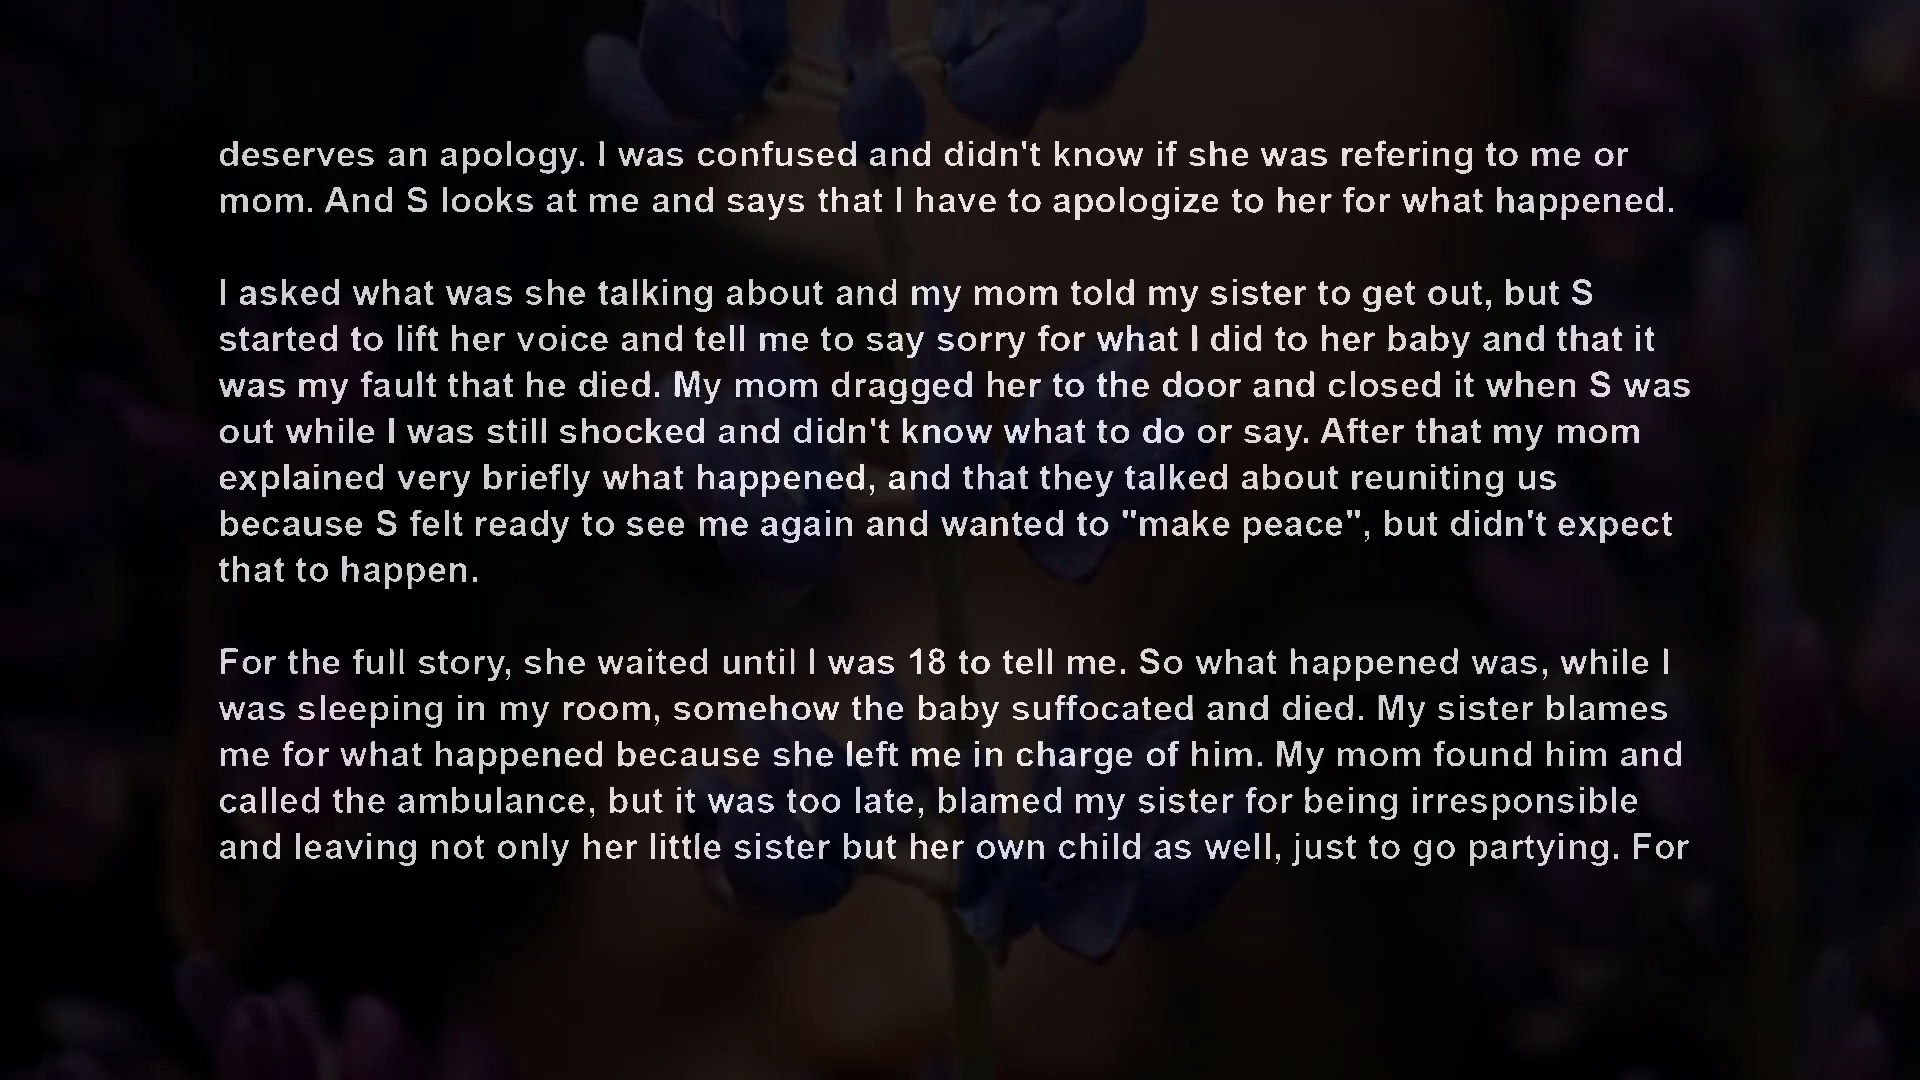 deserves an apology. I was confused and didn't know if she was refering to me or
mom. And S looks at me and says that I have to apologize to her for what happened.
I asked what was she talking about and my mom told my sister to get out, but S
started to lift her voice and tell me to say sorry for what I did to her baby and that it
was my fault that he died. My mom dragged her to the door and closed it when S was
out while I was still shocked and didn't know what to do or say. After that my mom
explained very briefly what happened, and that they talked about reuniting us
because S felt ready to see me again and wanted to "make peace", but didn't expect
that to happen.
For the full story, she waited until I was 18 to tell me. So what happened was, while I
was sleeping in my room, somehow the baby suffocated and died. My sister blames
me for what happened because she left me in charge of him. My mom found him and
called the ambulance, but it was too late, blamed my sister for being irresponsible
and leaving not only her little sister but her own child as well, just to go partying. For